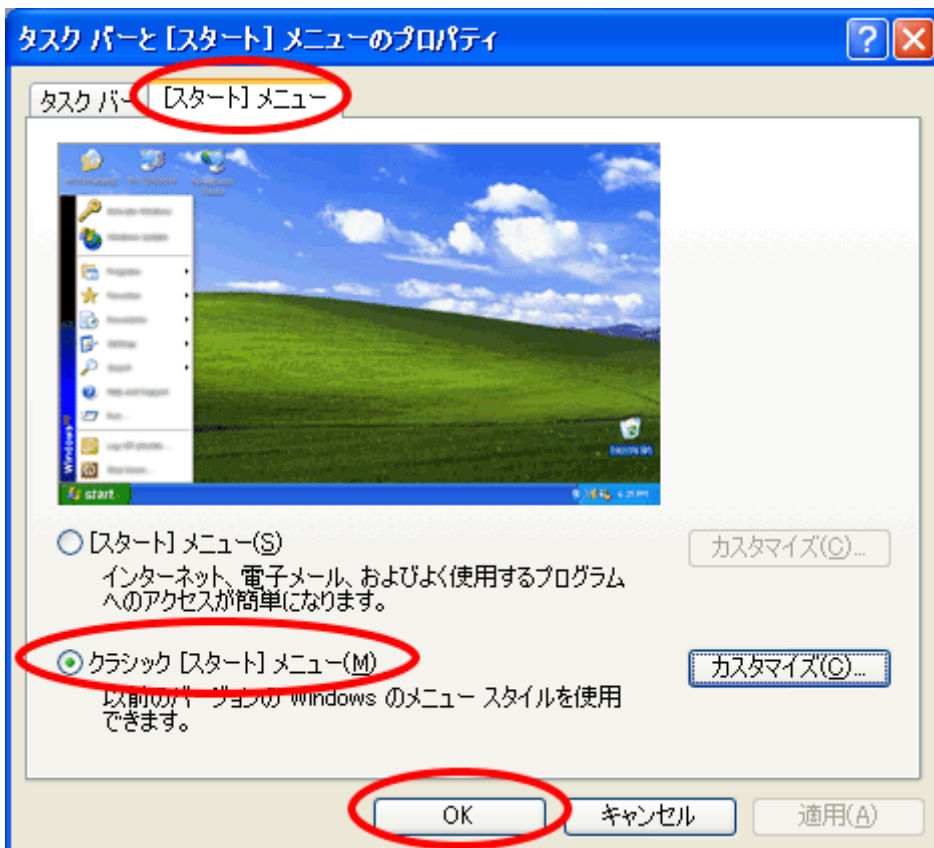 タスク バーと [スタート] メニューのプロパティ
タスク バー
[スタート] メニュー
Windows
start
[スタート] メニュー(S)
カスタマイズ(C)...
インターネット、電子メール、およびよく使用するプログラム
へのアクセスが簡単になります。
クラシック [スタート] メニュー(M)
カスタマイズ(C)...
以前のバージョンの Windows のメニュー スタイルを使用
できます。
OK
キャンセル
適用(A)